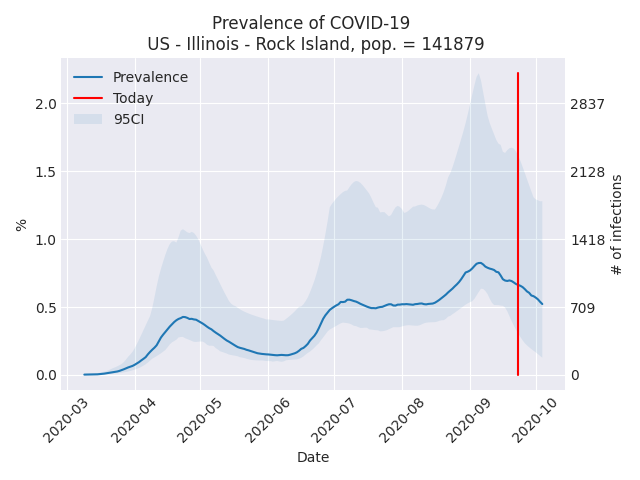 Prevalence of COVID-19
US - Illinois - Rock Island, pop. = 141879
Prevalence
Today
95CI
2.0
1.5
1.0
0.5
0.0
%
2837
2128
1418
709
0
# of infections
2020-03
2020-04
2020-05
2020-06
2020-07
2020-08
2020-09
2020-10
Date